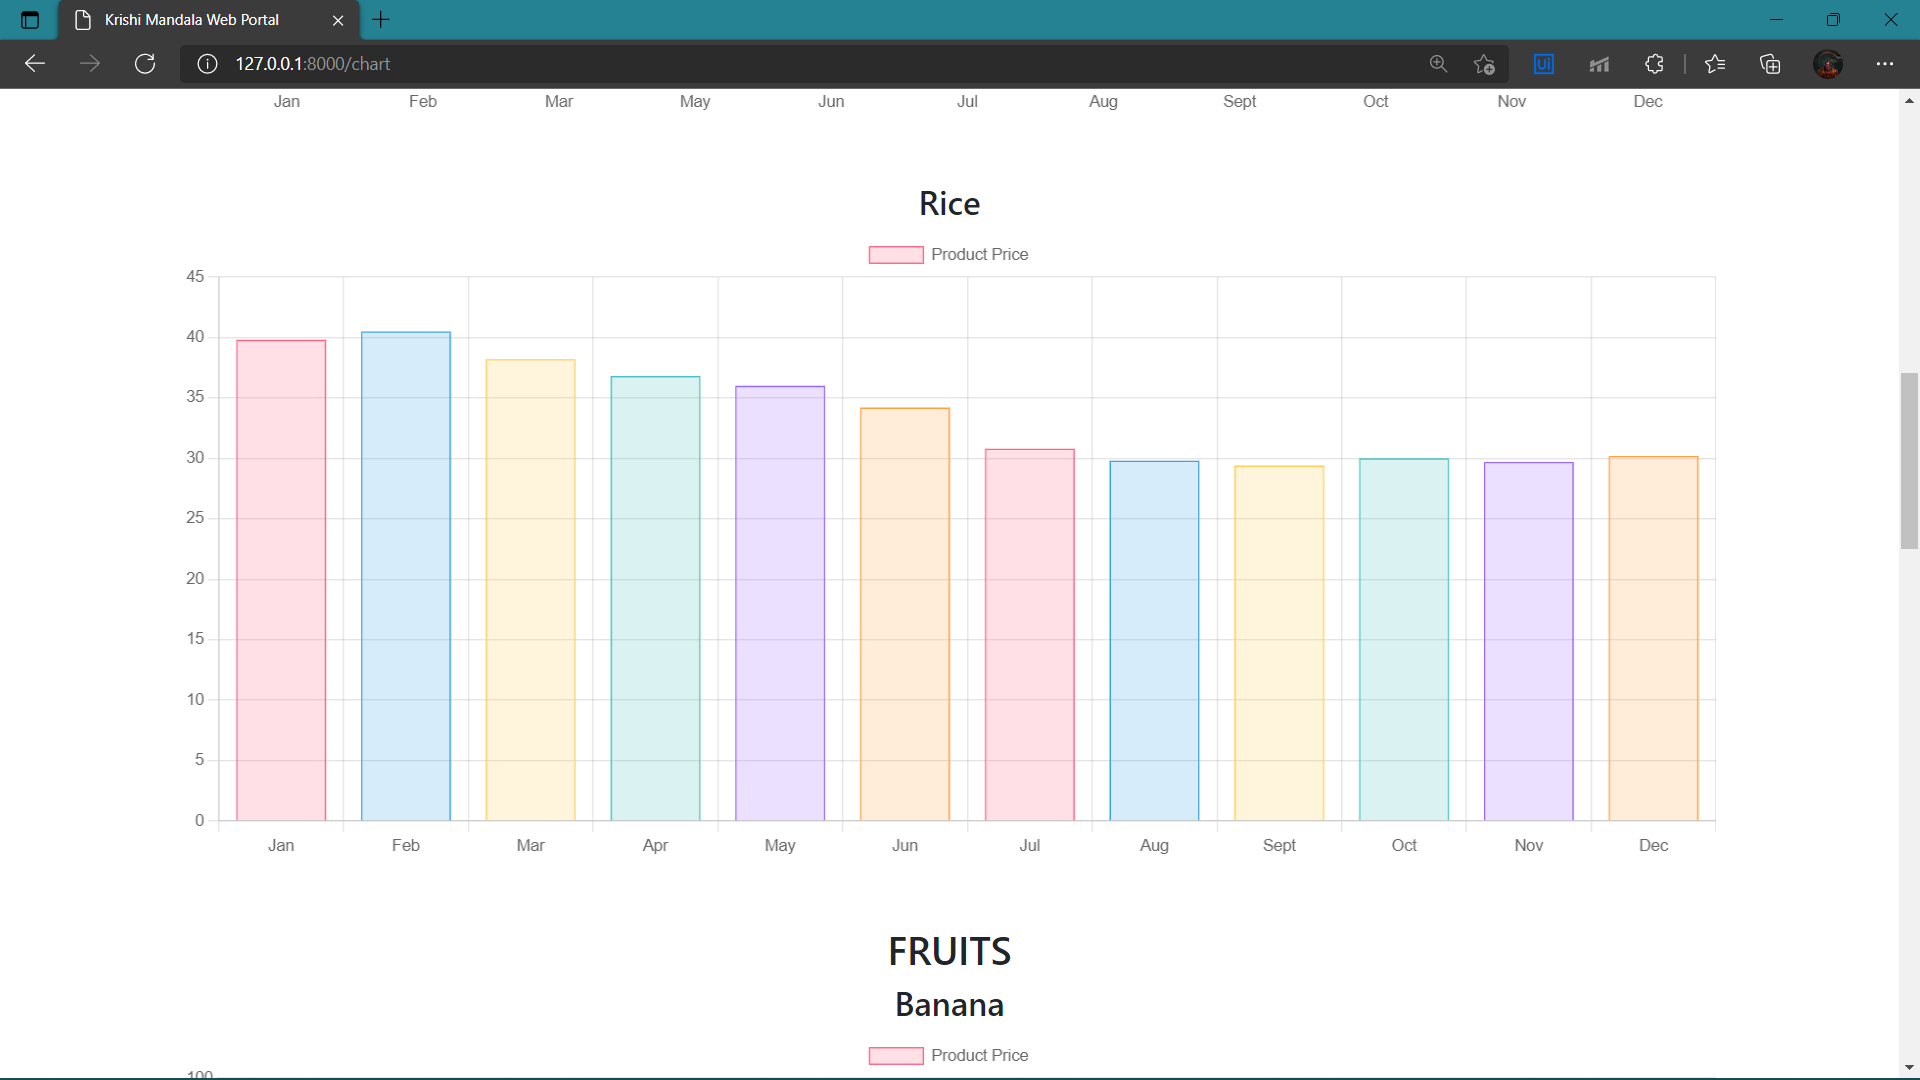 Krishi Mandala Web Portal
127.0.0.1:8000/chart
Ui
Jan Feb Mar May Jun Jul Aug Sept Oct Nov Dec
Rice
Product Price
45
40
35
30
25
20
15
10
5
0
Jan Feb Mar Apr May Jun Jul Aug Sept Oct Nov Dec
FRUITS
Banana
Product Price
100